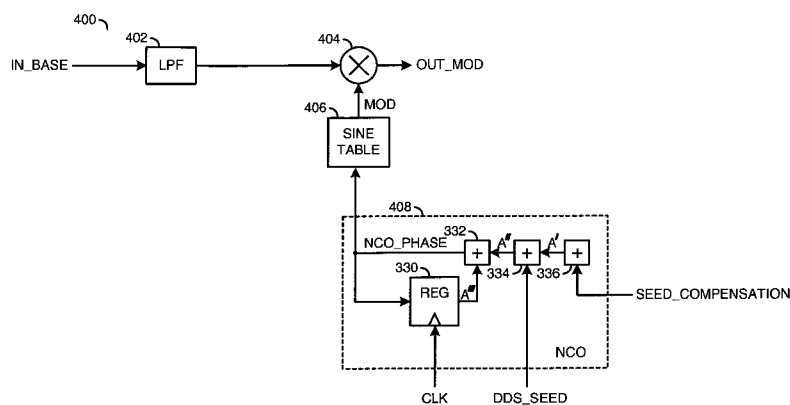 400
402
404
IN_BASE
LPF
OUT_MOD
406
MOD
SINE
TABLE
408
332
NCO_PHASE
A"
A'
+
+
+
330
334
336
REG
A'"
SEED_COMPENSATION
NCO
CLK
DDS_SEED